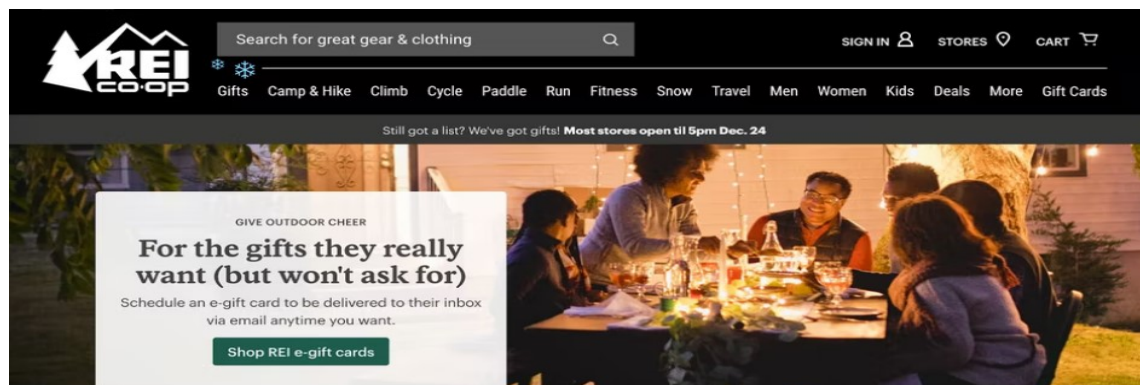 REI
co·op
Search for great gear & clothing
SIGN IN
STORES
CART
Gifts Camp & Hike Climb Cycle Paddle Run Fitness Snow Travel Men Women Kids Deals More Gift Cards
Still got a list? We've got gifts! Most stores open til 5pm Dec. 24
GIVE OUTDOOR CHEER
For the gifts they really
want (but won't ask for)
Schedule an e-gift card to be delivered to their inbox
via email anytime you want.
Shop REI e-gift cards